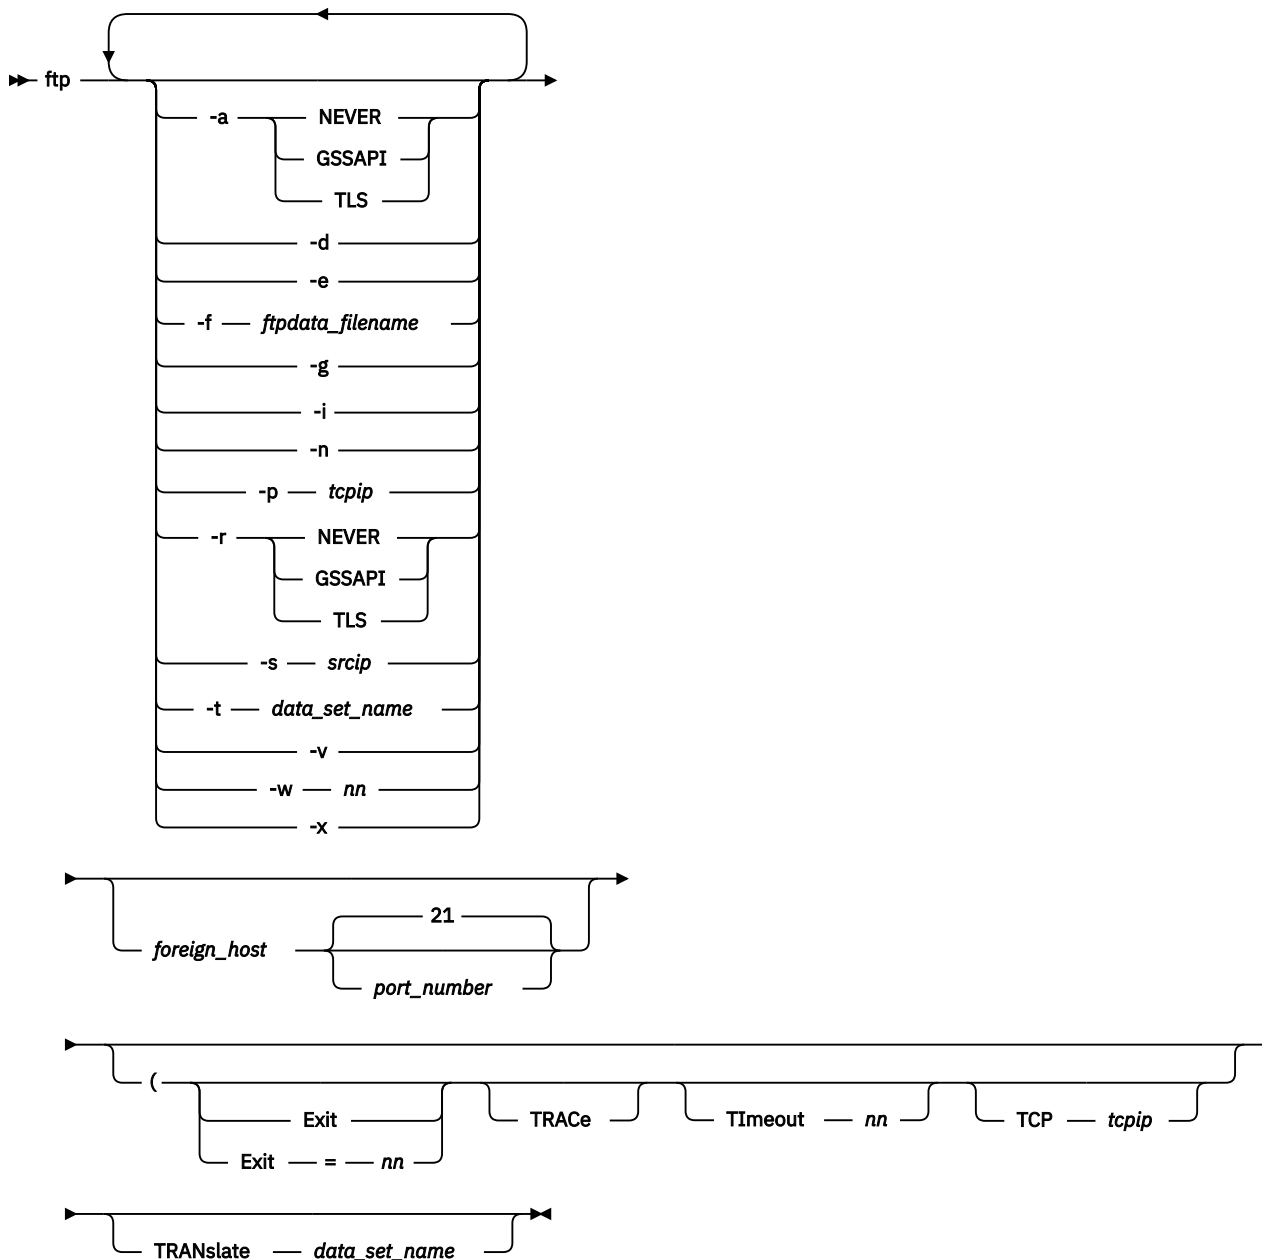 ftp
-a NEVER
GSSAPI
TLS
-d
-e
-f ftpdata_filename
-g
-i
-n
-p tcpip
-r NEVER
GSSAPI
TLS
-s srcip
-t data_set_name
-v
-w nn
-x
21
foreign_host
port_number
(
Exit TRACe TImeout nn TCP tcpip
Exit = nn
TRANslate data_set_name